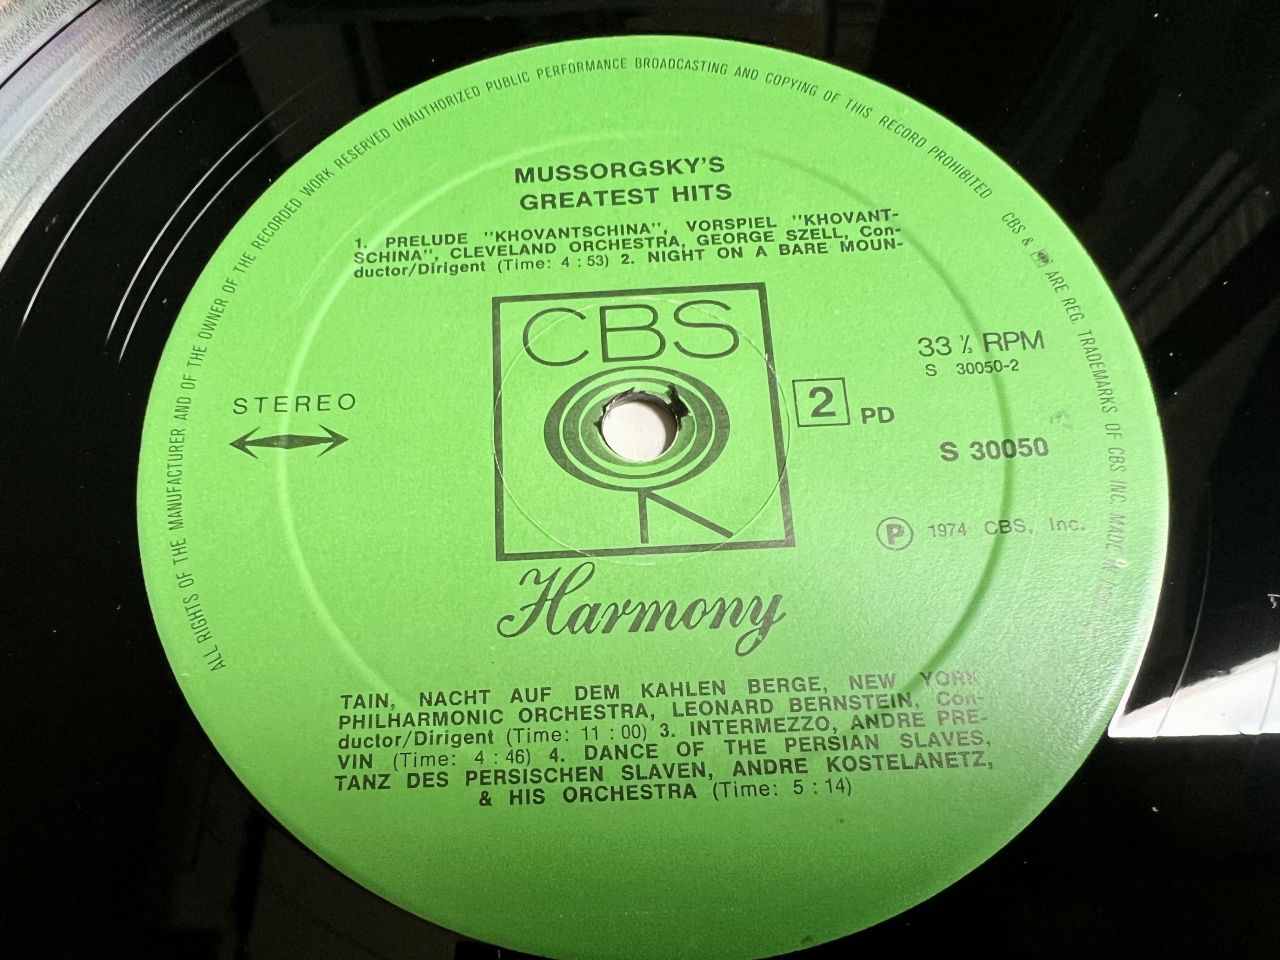 ALL RIGHTS OF THE MANUFACTURER AND OF THE OWNER OF THE RECORDED WORK RESERVED UNAUTHORIZED PUBLIC PERFORMANCE BROADCASTING AND COPYING OF THIS RECORD PROHIBITED
CBS & ARE REG. TRADEMARKS OF CBS INC. MADE IN
MUSSORGSKY'S
GREATEST HITS
1. PRELUDE "KHOVANTSCHINA", VORSPIEL "KHOVANT-
SCHINA", CLEVELAND ORCHESTRA, GEORGE SZELL, Con-
ductor/Dirigent (Time: 4 : 53) 2. NIGHT ON A BARE MOUN-
CBS
STEREO
33 ⅓ RPM
S 30050-2
2 PD
S 30050
Ⓟ 1974 CBS, Inc.
Harmony
TAIN, NACHT AUF DEM KAHLEN BERGE, NEW YORK
PHILHARMONIC ORCHESTRA, LEONARD BERNSTEIN, Con-
ductor/Dirigent (Time: 11 : 00) 3. INTERMEZZO, ANDRE PRE-
VIN (Time: 4 : 46) 4. DANCE OF THE PERSIAN SLAVES,
TANZ DES PERSISCHEN SLAVEN, ANDRE KOSTELANETZ,
& HIS ORCHESTRA (Time: 5 : 14)